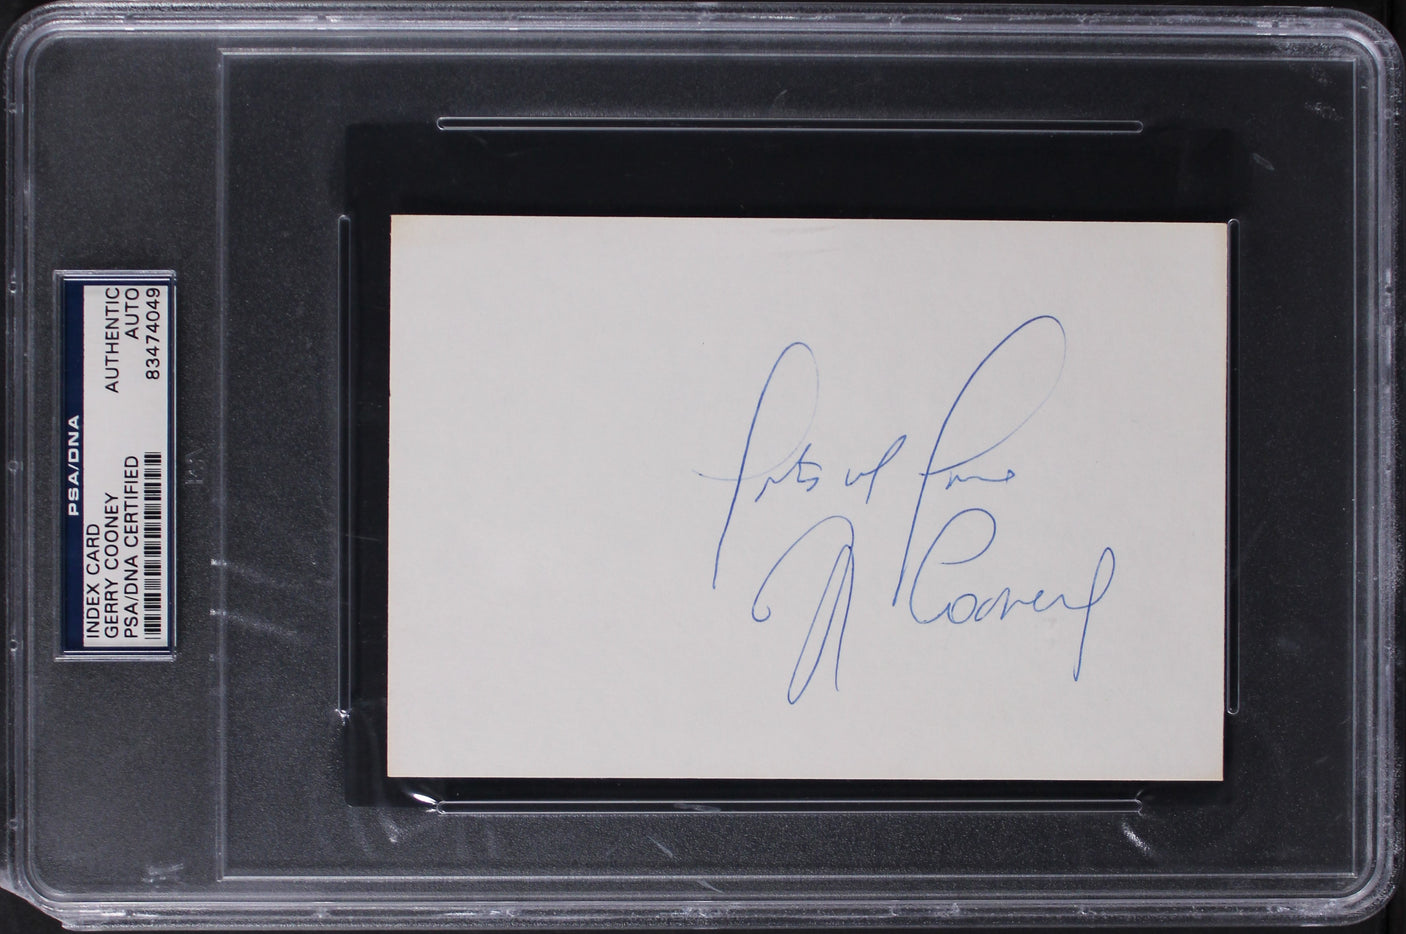 PSA/DNA
INDEX CARD AUTHENTIC
GERRY COONEY AUTO
PSA/DNA CERTIFIED 83474049
Cooney